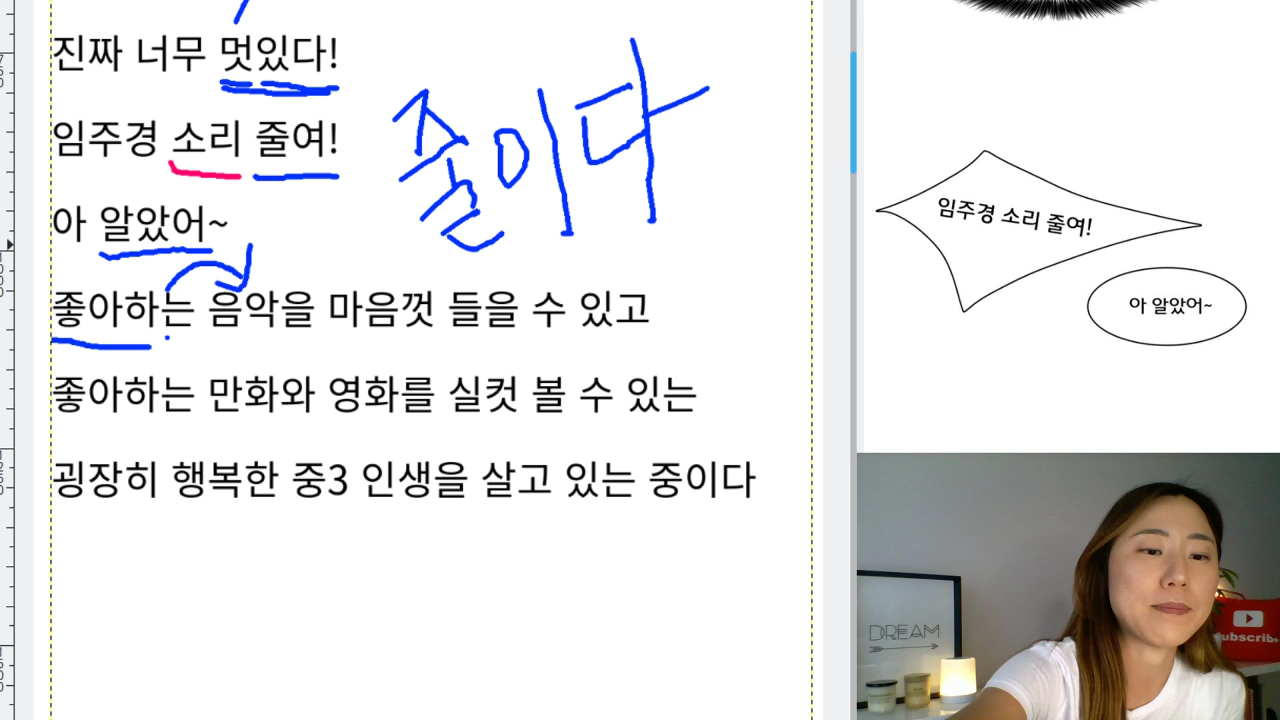 진짜 너무 멋있다!
임주경 소리 줄여!
줄이다
아 알았어~
좋아하는 음악을 마음껏 들을 수 있고
좋아하는 만화와 영화를 실컷 볼 수 있는
굉장히 행복한 중3 인생을 살고 있는 중이다
임주경 소리 줄여!
아 알았어~
DREAM
ubscribe